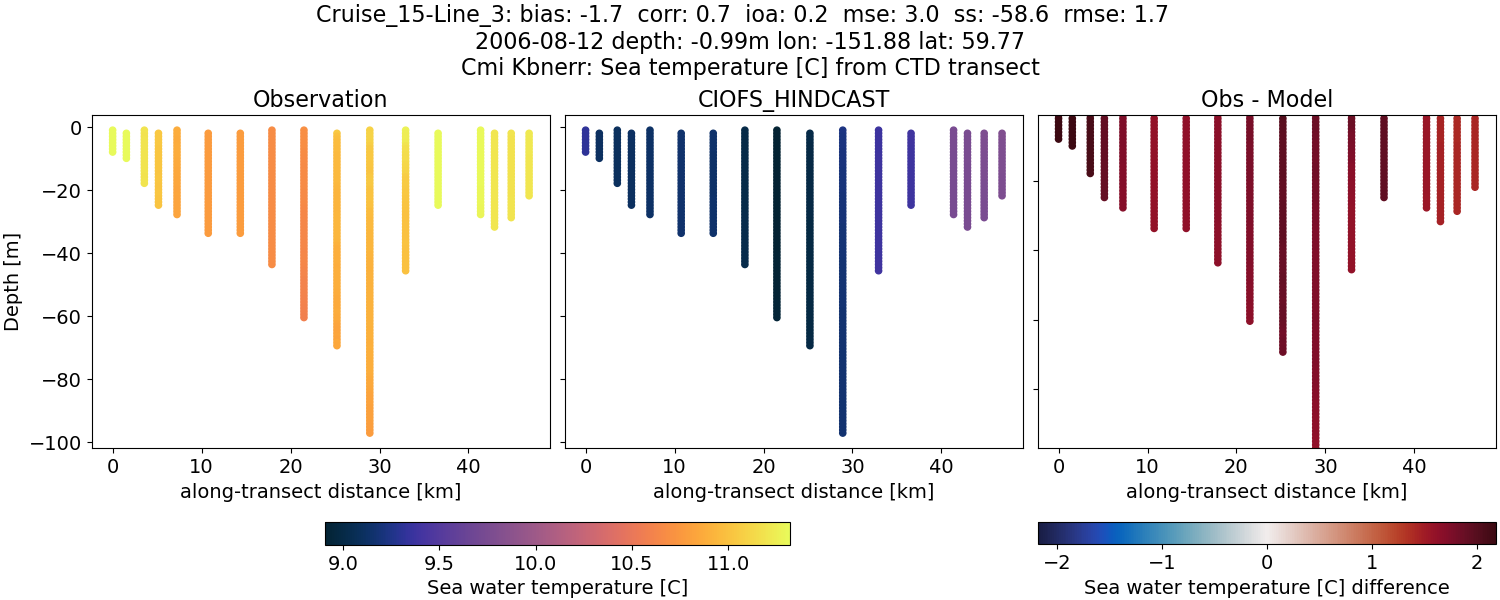 Cruise_15-Line_3: bias: -1.7  corr: 0.7  ioa: 0.2  mse: 3.0  ss: -58.6  rmse: 1.7
2006-08-12 depth: -0.99m lon: -151.88 lat: 59.77
Cmi Kbnerr: Sea temperature [C] from CTD transect
Observation
CIOFS_HINDCAST
Obs - Model
Depth [m]
0
−20
−40
−60
−80
−100
0 10 20 30 40
0 10 20 30 40
0 10 20 30 40
along-transect distance [km]
along-transect distance [km]
along-transect distance [km]
9.0 9.5 10.0 10.5 11.0
Sea water temperature [C]
−2 −1 0 1 2
Sea water temperature [C] difference